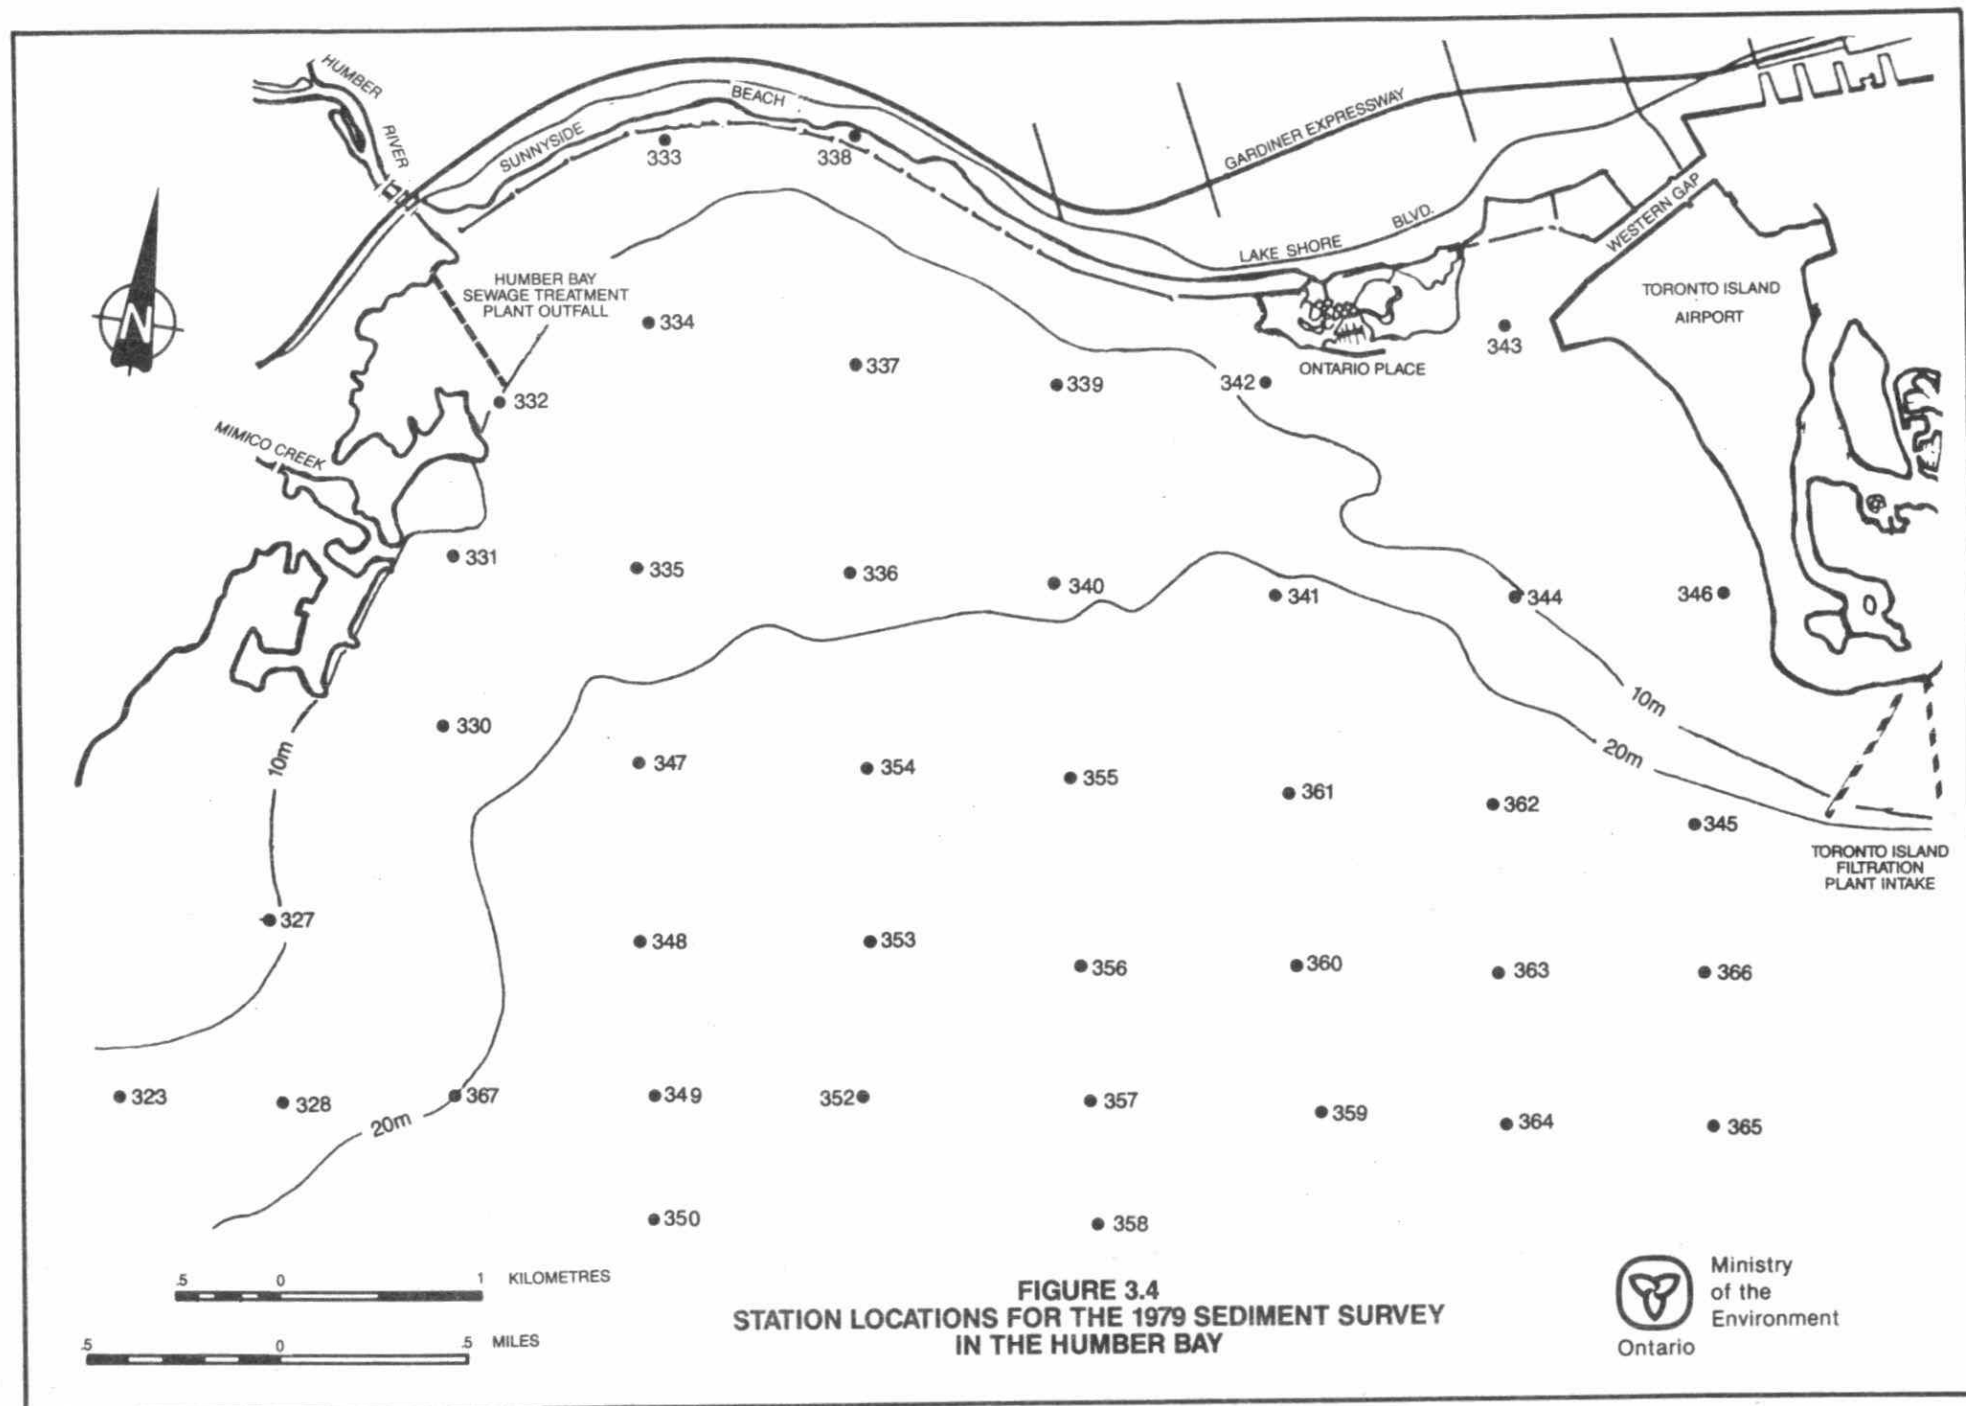 HUMBER
RIVER
SUNNYSIDE
BEACH
333
338
GARDINER EXPRESSWAY
LAKE SHORE
BLVD.
WESTERN GAP
TORONTO ISLAND
AIRPORT
N
HUMBER BAY
SEWAGE TREATMENT
PLANT OUTFALL
334
337
339
342
343
ONTARIO PLACE
332
MIMICO CREEK
331
335
336
340
341
344
346
330
10m
10m
20m
347
354
355
361
362
345
TORONTO ISLAND
FILTRATION
PLANT INTAKE
327
348
353
356
360
363
366
323
328
367
349
352
357
359
364
365
20m
350
358
.5 0 1 KILOMETRES
.5 0 .5 MILES
FIGURE 3.4
STATION LOCATIONS FOR THE 1979 SEDIMENT SURVEY
IN THE HUMBER BAY
Ministry
of the
Environment
Ontario